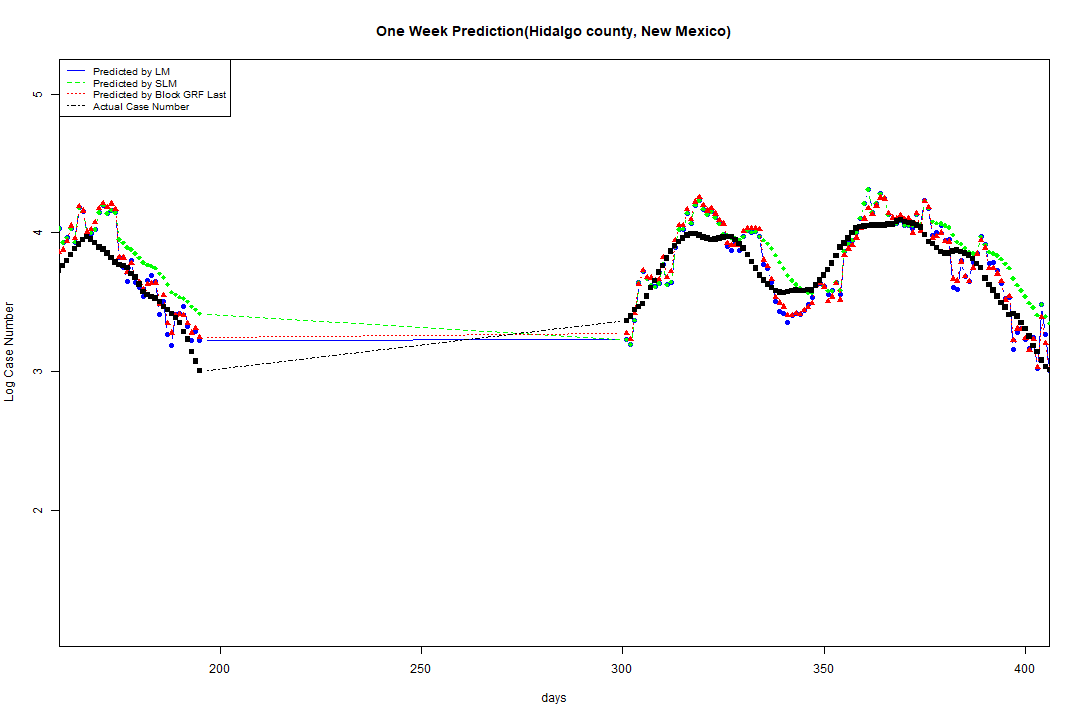 One Week Prediction(Hidalgo county, New Mexico)
Predicted by LM
Predicted by SLM
Predicted by Block GRF Last
Actual Case Number
5
4
3
2
Log Case Number
200 250 300 350 400
days